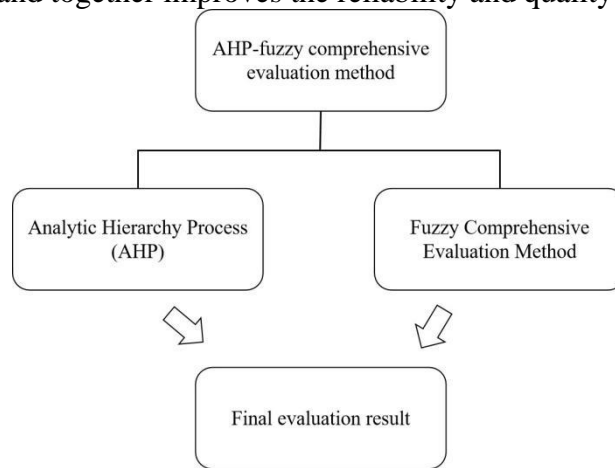 and together improves the reliability and quality
AHP-fuzzy comprehensive
evaluation method
Analytic Hierarchy Process
(AHP)
Fuzzy Comprehensive
Evaluation Method
Final evaluation result